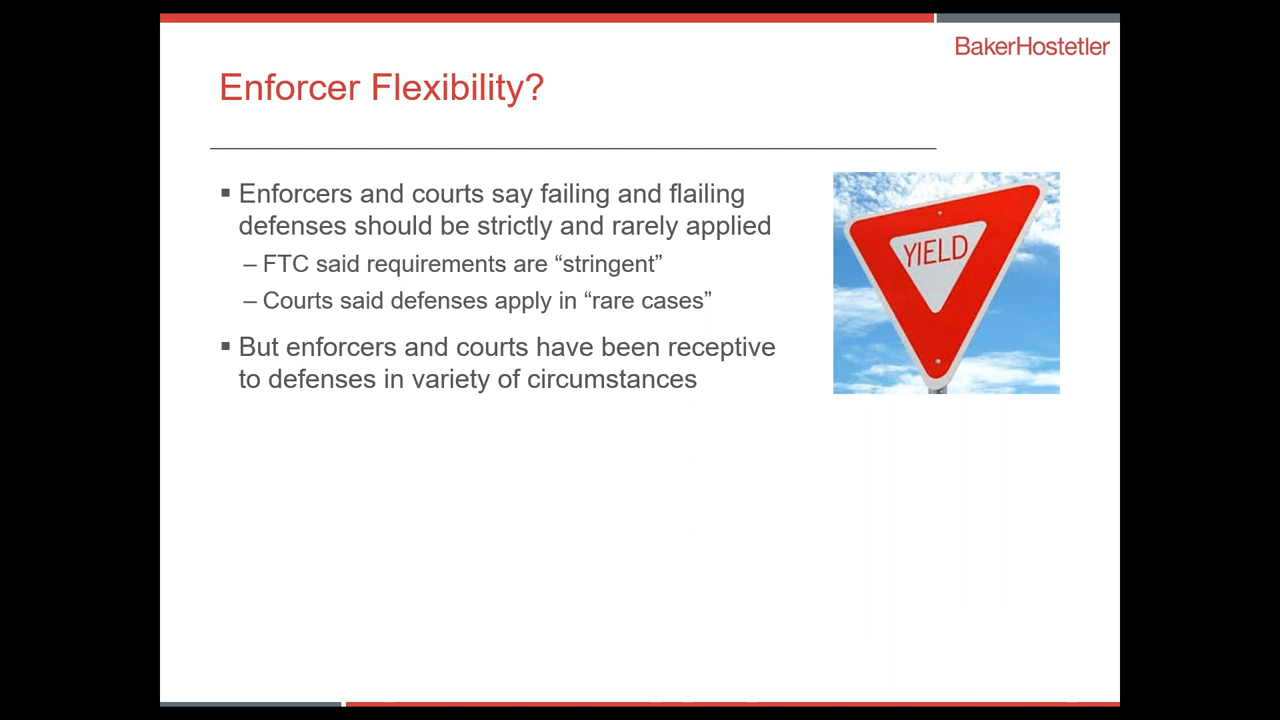 BakerHostetler
Enforcer Flexibility?
▪ Enforcers and courts say failing and flailing
defenses should be strictly and rarely applied
– FTC said requirements are “stringent”
– Courts said defenses apply in “rare cases”
▪ But enforcers and courts have been receptive
to defenses in variety of circumstances
YIELD